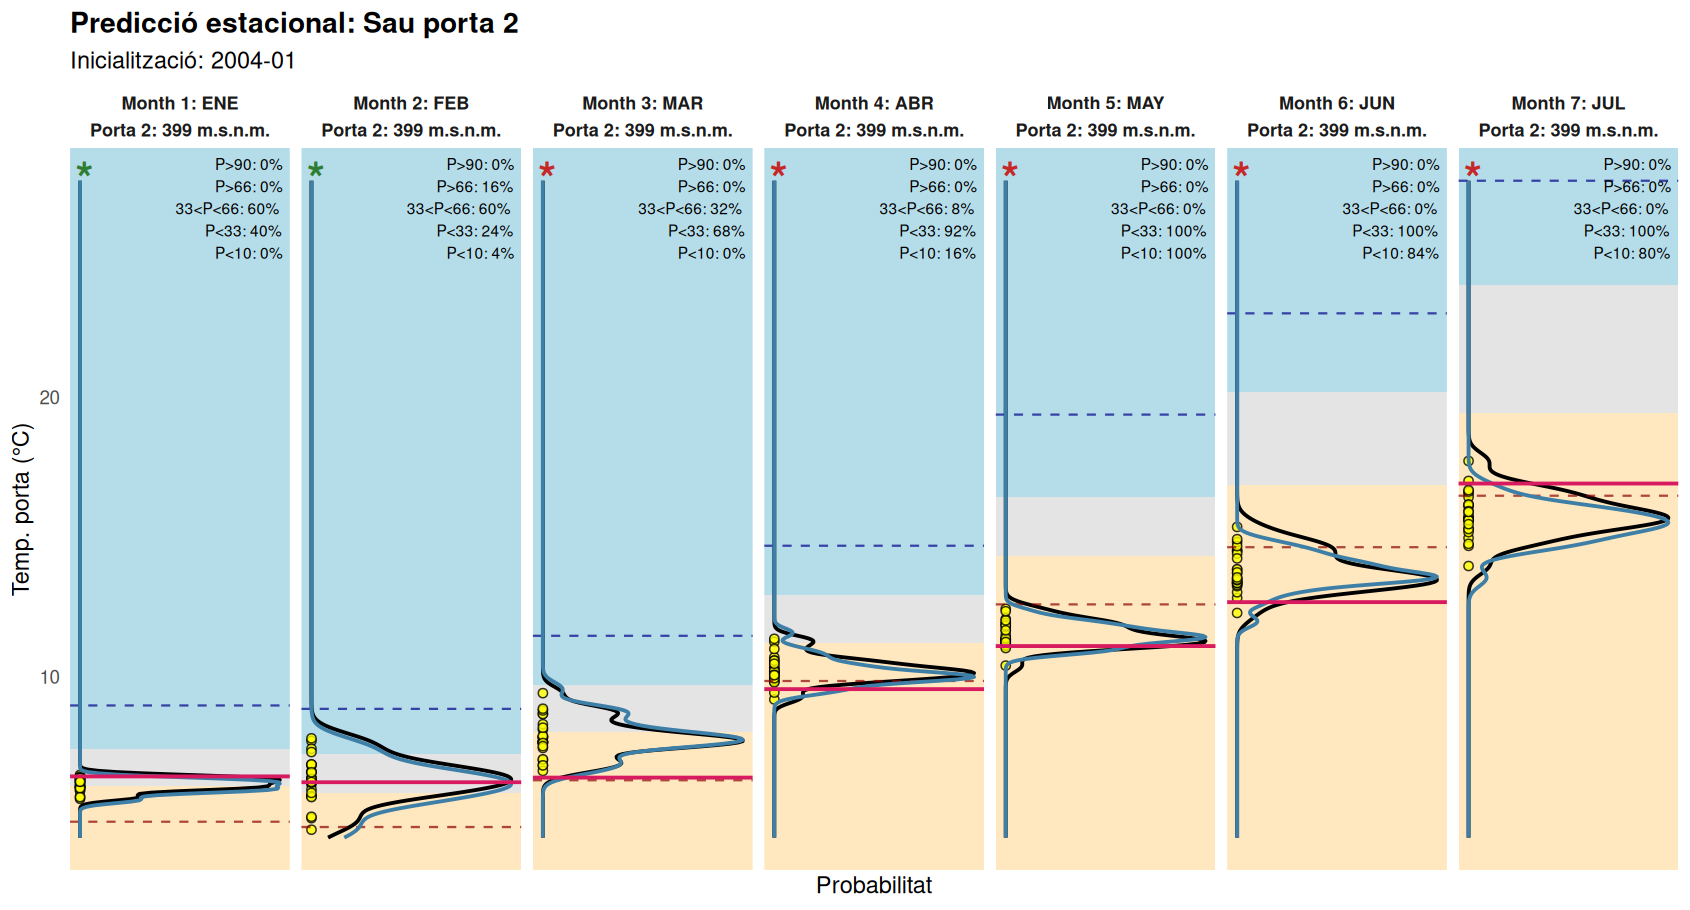 Predicció estacional: Sau porta 2
Inicialització: 2004-01
Month 1: ENE
Porta 2: 399 m.s.n.m.
Month 2: FEB
Porta 2: 399 m.s.n.m.
Month 3: MAR
Porta 2: 399 m.s.n.m.
Month 4: ABR
Porta 2: 399 m.s.n.m.
Month 5: MAY
Porta 2: 399 m.s.n.m.
Month 6: JUN
Porta 2: 399 m.s.n.m.
Month 7: JUL
Porta 2: 399 m.s.n.m.
*
P>90: 0%
P>66: 0%
33<P<66: 60%
P<33: 40%
P<10: 0%
*
P>90: 0%
P>66: 16%
33<P<66: 60%
P<33: 24%
P<10: 4%
*
P>90: 0%
P>66: 0%
33<P<66: 32%
P<33: 68%
P<10: 0%
*
P>90: 0%
P>66: 0%
33<P<66: 8%
P<33: 92%
P<10: 16%
*
P>90: 0%
P>66: 0%
33<P<66: 0%
P<33: 100%
P<10: 100%
*
P>90: 0%
P>66: 0%
33<P<66: 0%
P<33: 100%
P<10: 84%
*
P>90: 0%
P>66: 0%
33<P<66: 0%
P<33: 100%
P<10: 80%
20
10
Temp. porta (°C)
Probabilitat